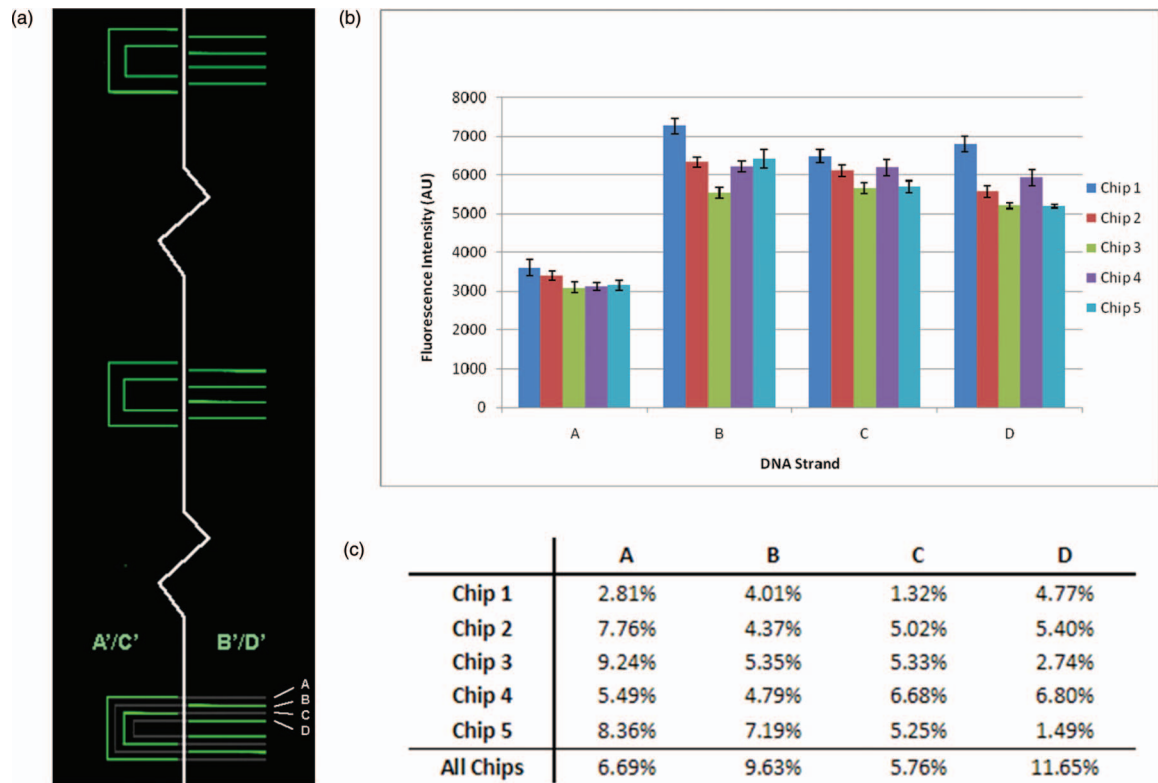 (a)
A'/C' B'/D'
A
B
C
D
(b)
8000
7000
6000
5000
4000
3000
2000
1000
0
Fluorescence Intensity (AU)
A B C D
DNA Strand
Chip 1
Chip 2
Chip 3
Chip 4
Chip 5
(c)
A B C D
Chip 1 2.81% 4.01% 1.32% 4.77%
Chip 2 7.76% 4.37% 5.02% 5.40%
Chip 3 9.24% 5.35% 5.33% 2.74%
Chip 4 5.49% 4.79% 6.68% 6.80%
Chip 5 8.36% 7.19% 5.25% 1.49%
All Chips 6.69% 9.63% 5.76% 11.65%